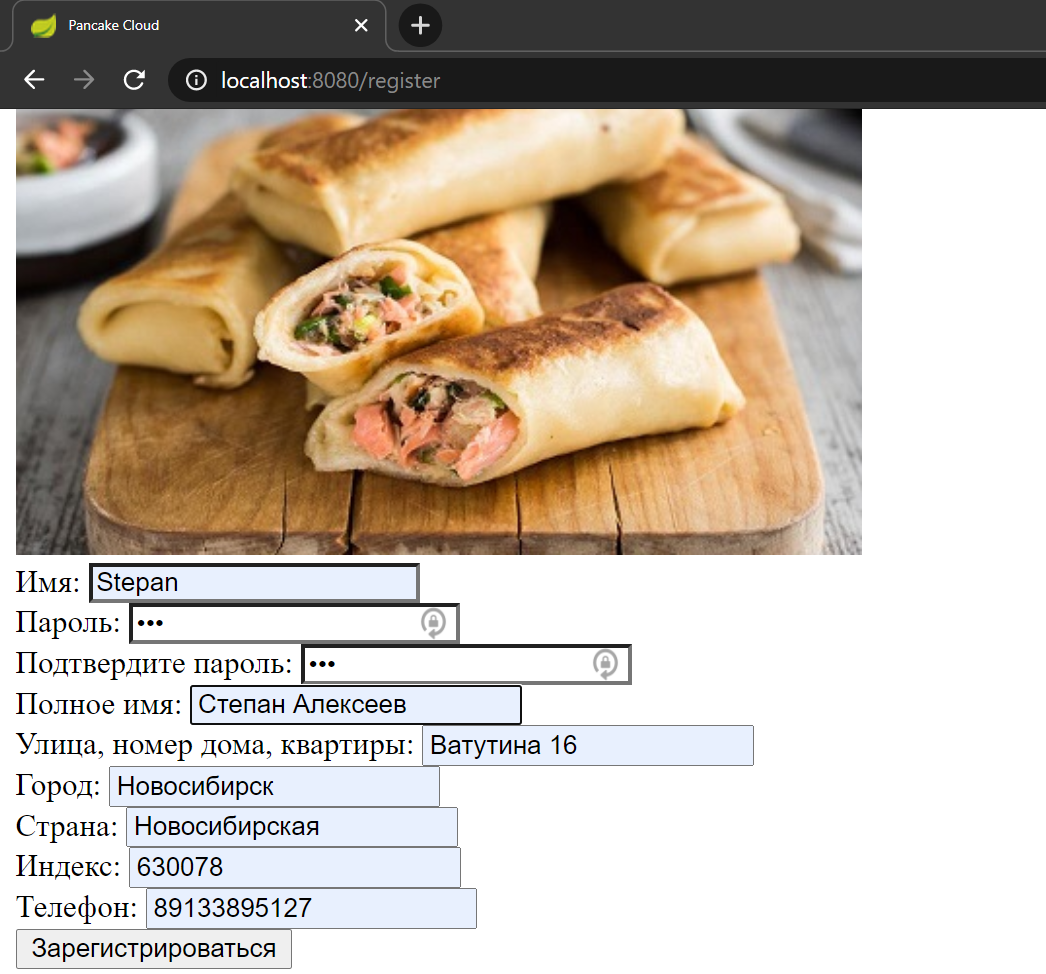 Pancake Cloud
localhost:8080/register
Имя: Stepan
Пароль: •••
Подтвердите пароль: •••
Полное имя: Степан Алексеев
Улица, номер дома, квартиры: Ватутина 16
Город: Новосибирск
Страна: Новосибирская
Индекс: 630078
Телефон: 89133895127
Зарегистрироваться